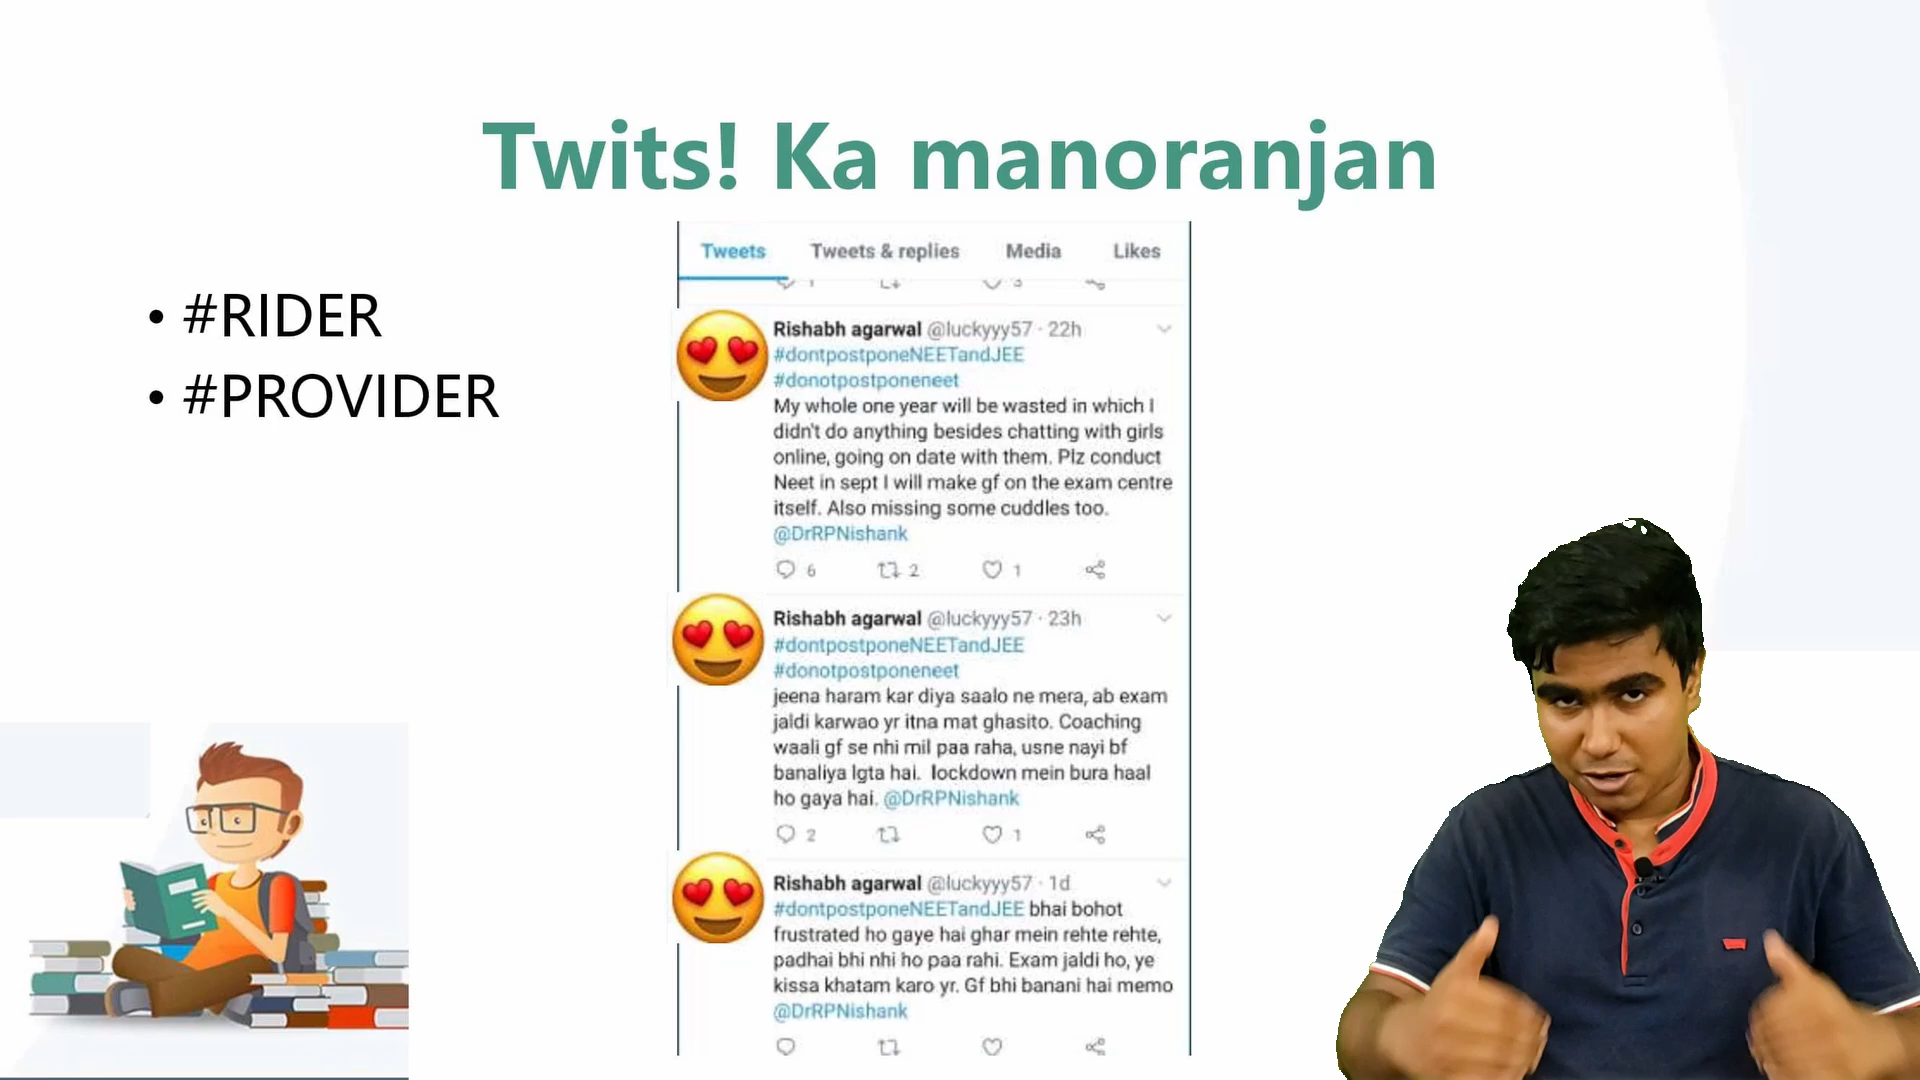 Twits! Ka manoranjan
• #RIDER
• #PROVIDER
Tweets Tweets & replies Media Likes
Rishabh agarwal @luckyyy57 · 22h
#dontpostponeNEETandJEE
#donotpostponeneet
My whole one year will be wasted in which I
didn't do anything besides chatting with girls
online, going on date with them. Plz conduct
Neet in sept I will make gf on the exam centre
itself. Also missing some cuddles too.
@DrRPNishank
6 2 1
Rishabh agarwal @luckyyy57 · 23h
#dontpostponeNEETandJEE
#donotpostponeneet
jeena haram kar diya saalo ne mera, ab exam
jaldi karwao yr itna mat ghasito. Coaching
waali gf se nhi mil paa raha, usne nayi bf
banaliya lgta hai. lockdown mein bura haal
ho gaya hai. @DrRPNishank
2 1
Rishabh agarwal @luckyyy57 · 1d
#dontpostponeNEETandJEE bhai bohot
frustrated ho gaye hai ghar mein rehte rehte,
padhai bhi nhi ho paa rahi. Exam jaldi ho, ye
kissa khatam karo yr. Gf bhi banani hai memo
@DrRPNishank